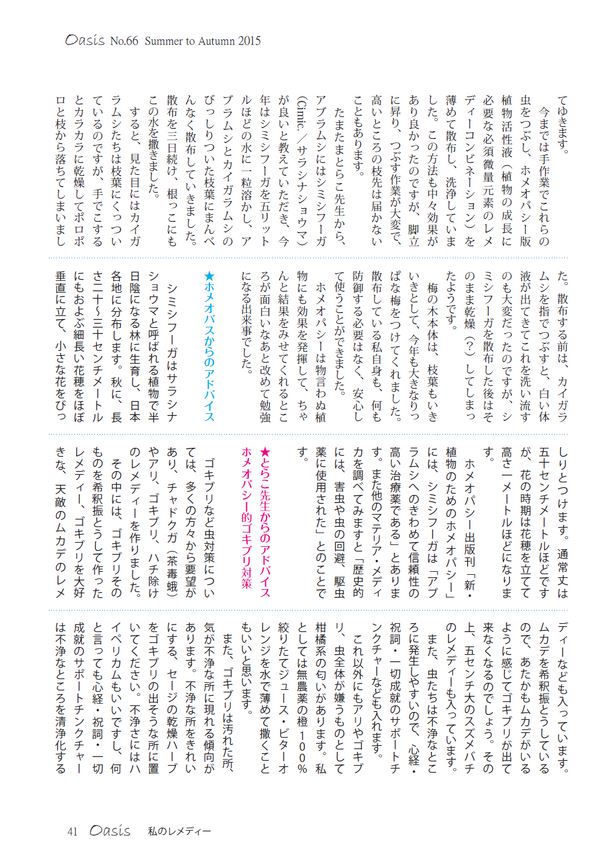 Oasis No.66 Summer to Autumn 2015
てゆきます。
　今までは手作業でこれらの
虫をつぶし、ホメオパシー版
植物活性液（植物の成長に
必要な必須微量元素のレメ
ディーコンビネーション）を
薄めて散布し、洗浄していま
した。この方法も中々効果が
あり良かったのですが、脚立
に昇り、つぶす作業が大変で、
高いところの枝先は届かない
こともあります。
　たまたまとらこ先生から、
アブラムシにはシミシフーガ
（Cimic.／サラシナショウマ）
が良いと教えていただき、今
年はシミシフーガを五リット
ルほどの水に一粒溶かし、ア
ブラムシとカイガラムシの
びっしりついた枝葉にまんべ
んなく散布していきました。
散布を三日続け、根っこにも
この水を撒きました。
　すると、見た目にはカイガ
ラムシたちは枝葉にくっつい
ているのですが、手でこする
とカラカラに乾燥してポロポ
ロと枝から落ちてしまいまし
た。散布する前は、カイガラ
ムシを指でつぶすと、白い体
液が出てきてこれを洗い流す
のも大変だったのですが、シ
ミシフーガを散布した後はそ
のまま乾燥（？）してしまっ
たようです。
　梅の木本体は、枝葉もいき
いきとして、今年も大きなりっ
ぱな梅をつけてくれました。
散布している私自身も、何も
防御する必要はなく、安心し
て使うことができました。
　ホメオパシーは物言わぬ植
物にも効果を発揮して、ちゃ
んと結果をみせてくれるとこ
ろが面白いなあと改めて勉強
になる出来事でした。
★ホメオパスからのアドバイス
　シミシフーガはサラシナ
ショウマと呼ばれる植物で半
日陰になる林に生育し、日本
各地に分布します。秋に、長
さ二十〜三十センチメートル
にもおよぶ細長い花穂をほぼ
垂直に立て、小さな花をびっ
しりとつけます。通常丈は
五十センチメートルほどです
が、花の時期は花穂を立てて
高さ一メートルほどになりま
す。
　ホメオパシー出版刊「新・
植物のためのホメオパシー」
には、シミシフーガは「アブ
ラムシへのきわめて信頼性の
高い治療薬である」とありま
す。また他のマテリア・メディ
カを調べてみますと「歴史的
には、害虫や虫の回避、駆虫
薬に使用された」とのことで
す。
★とらこ先生からのアドバイス
ホメオパシー的ゴキブリ対策
　ゴキブリなど虫対策につい
ては、多くの方々から要望が
あり、チャドクガ（茶毒蛾）
やアリ、ゴキブリ、ハチ除け
のレメディーを作りました。
　その中には、ゴキブリその
ものを希釈振とうして作った
レメディー、ゴキブリを大好
きな、天敵のムカデのレメ
ディーなども入っています。
ムカデを希釈振とうしている
ので、あたかもムカデがいる
ように感じてゴキブリが出て
来なくなるのでしょう。その
上、五センチ大のスズメバチ
のレメディーも入っています。
　また、虫たちは不浄なとこ
ろに発生しやすいので、心経・
祝詞・一切成就のサポートチ
ンクチャーなども入れます。
　これ以外にもアリやゴキブ
リ、虫全体が嫌うものとして
柑橘系の匂いがあります。私
としては無農薬の橙100％
絞りたてジュース・ビターオ
レンジを水で薄めて撒くこと
もいいと思います。
　また、ゴキブリは汚れた所、
気が不浄な所に現れる傾向が
あります。不浄な所をきれい
にする、セージの乾燥ハーブ
をゴキブリの出そうな所に置
いてください。不浄さにはハ
イペリカムもいいですし、何
と言っても心経・祝詞・一切
成就のサポートチンクチャー
は不浄なところを清浄化する
41 Oasis 私のレメディー